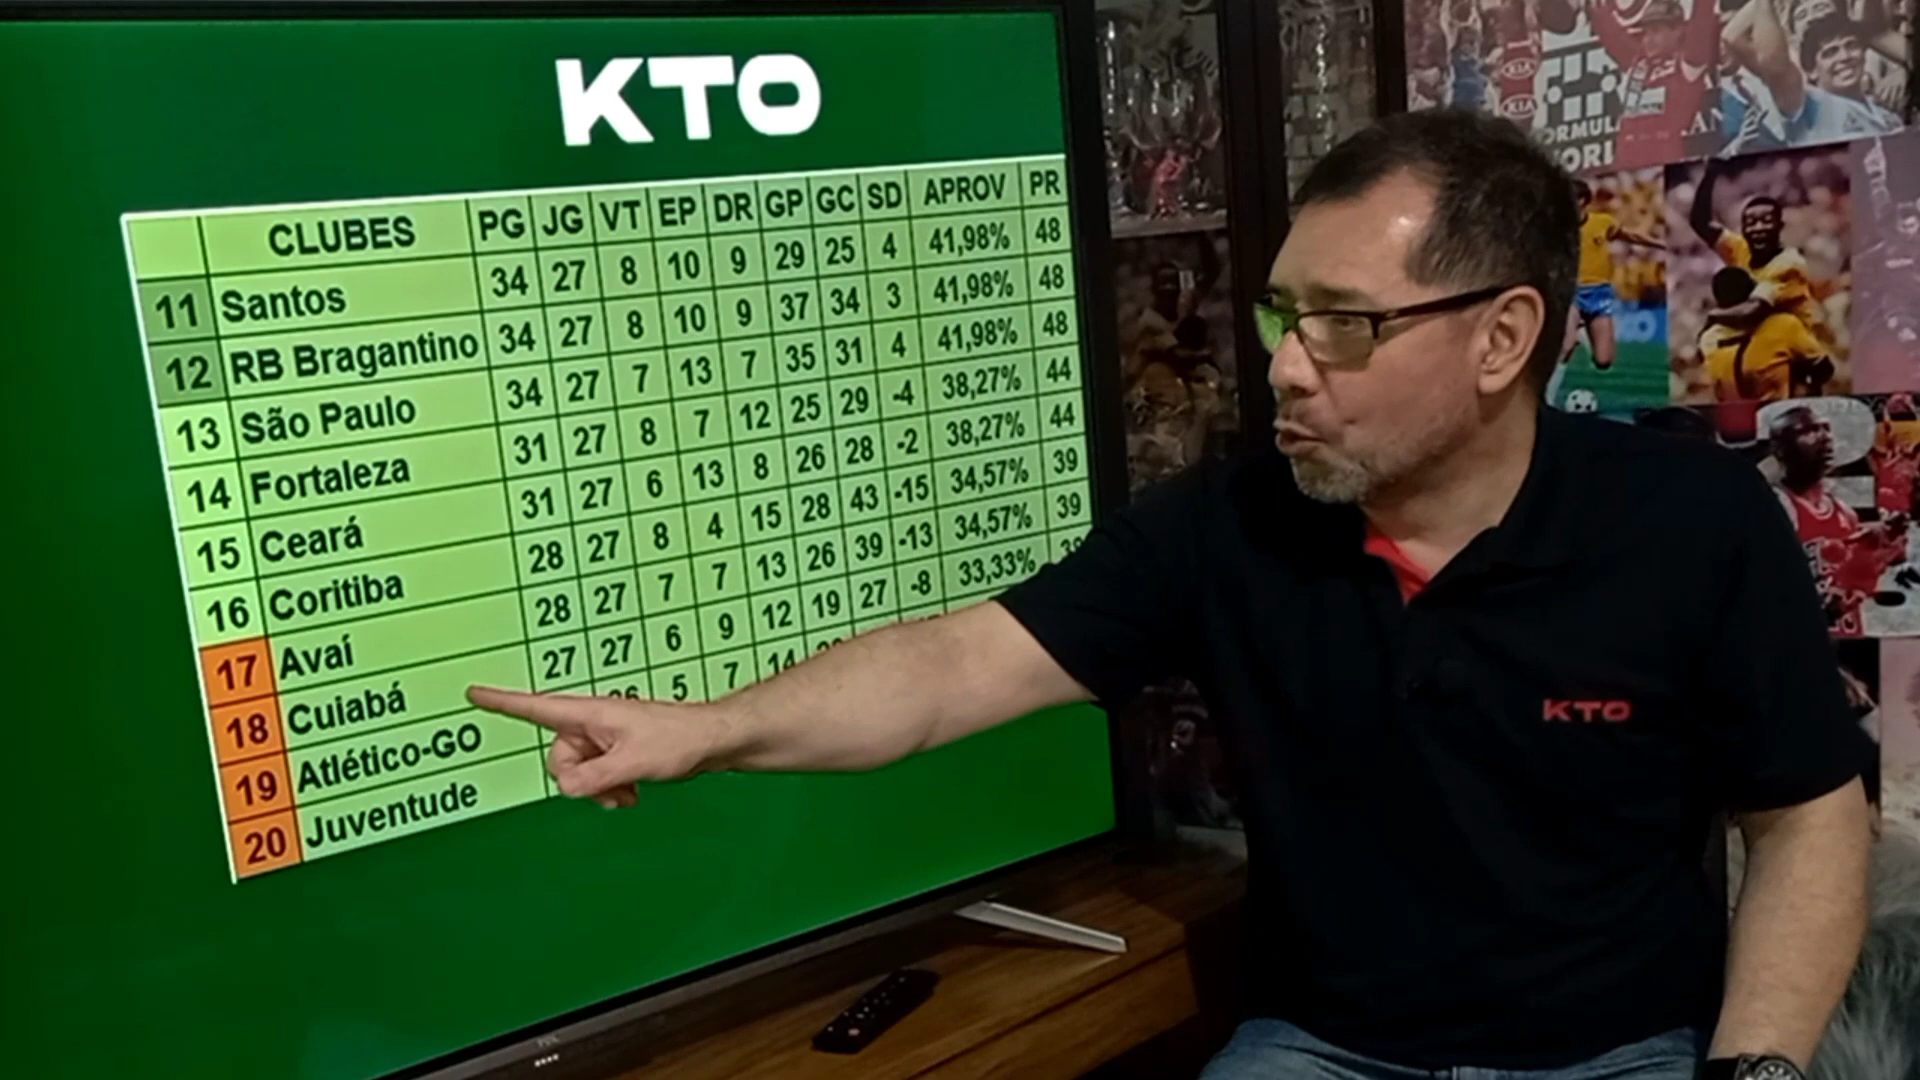 KTO
CLUBES PG JG VT EP DR GP GC SD APROV PR
11 Santos 34 27 8 10 9 29 25 4 41,98% 48
12 RB Bragantino 34 27 8 10 9 37 34 3 41,98% 48
13 São Paulo 34 27 7 13 7 35 31 4 41,98% 48
14 Fortaleza 31 27 8 7 12 25 29 -4 38,27% 44
15 Ceará 31 27 6 13 8 26 28 -2 38,27% 44
16 Coritiba 28 27 8 4 15 28 43 -15 34,57% 39
17 Avaí 28 27 7 7 13 26 39 -13 34,57% 39
18 Cuiabá 27 27 6 9 12 19 27 -8 33,33%
19 Atlético-GO 5 7 14
20 Juventude
KTO
KIA
KIA